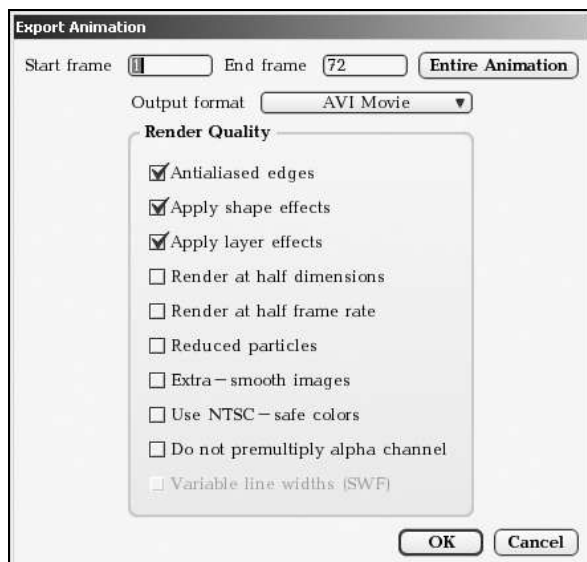 Export Animation
Start frame 1 End frame 72 Entire Animation
Output format AVI Movie
Render Quality
Antialiased edges
Apply shape effects
Apply layer effects
Render at half dimensions
Render at half frame rate
Reduced particles
Extra-smooth images
Use NTSC-safe colors
Do not premultiply alpha channel
Variable line widths (SWF)
OK Cancel